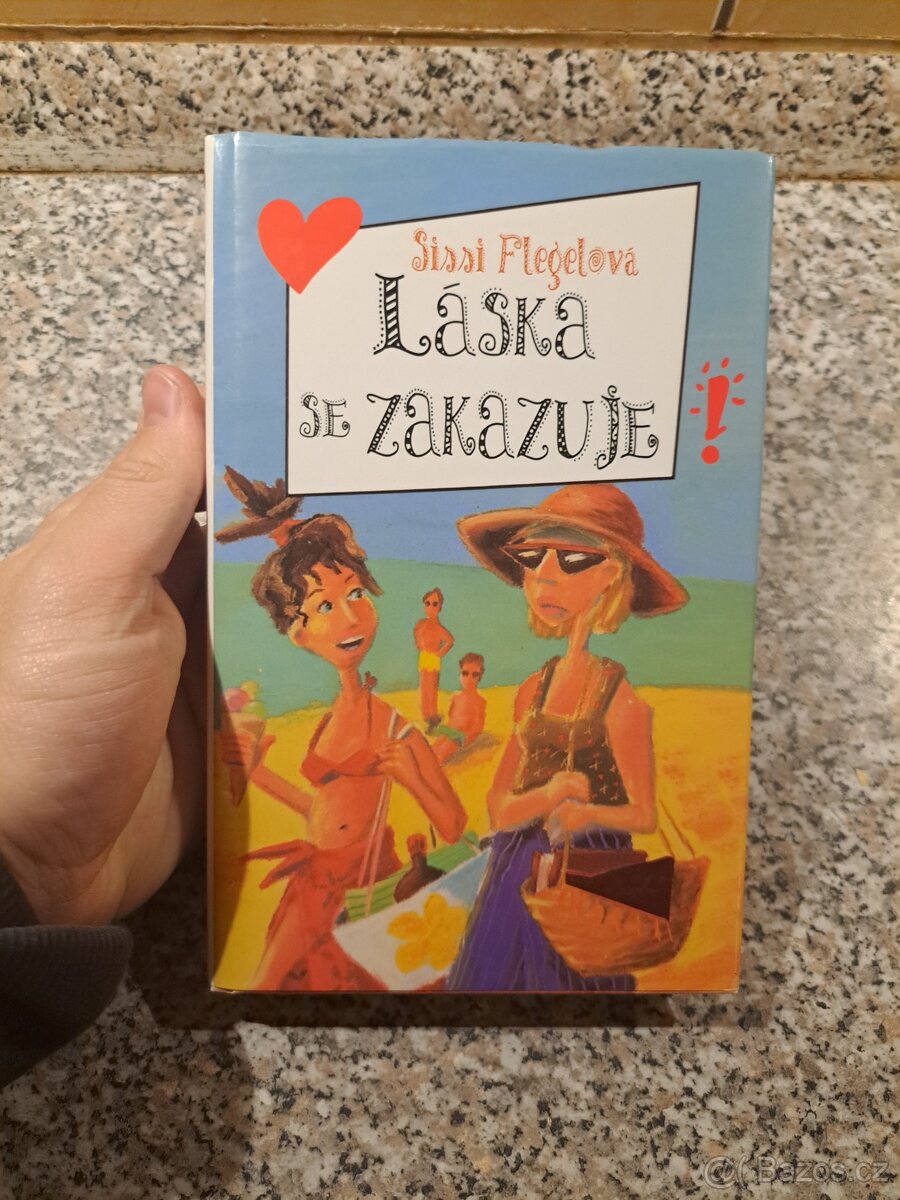 Sissi Flegelová
Láska
se zakazuje!
@( Bazos.cz